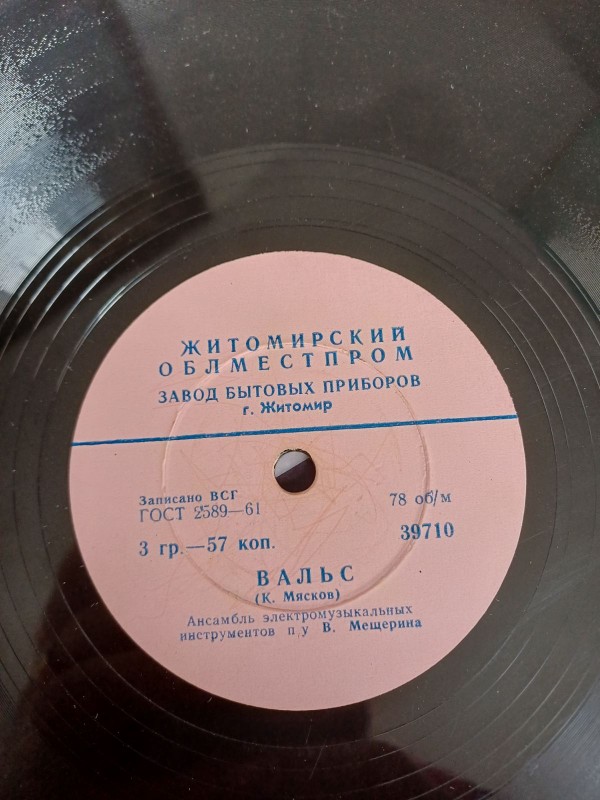 ЖИТОМИРСКИЙ
ОБЛМЕСТПРОМ
ЗАВОД БЫТОВЫХ ПРИБОРОВ
г. Житомир
Записано ВСГ
ГОСТ 2589—61
78 об/м
3 гр.—57 коп.
39710
ВАЛЬС
(К. Мясков)
Ансамбль электромузыкальных
инструментов п/у В. Мещерина